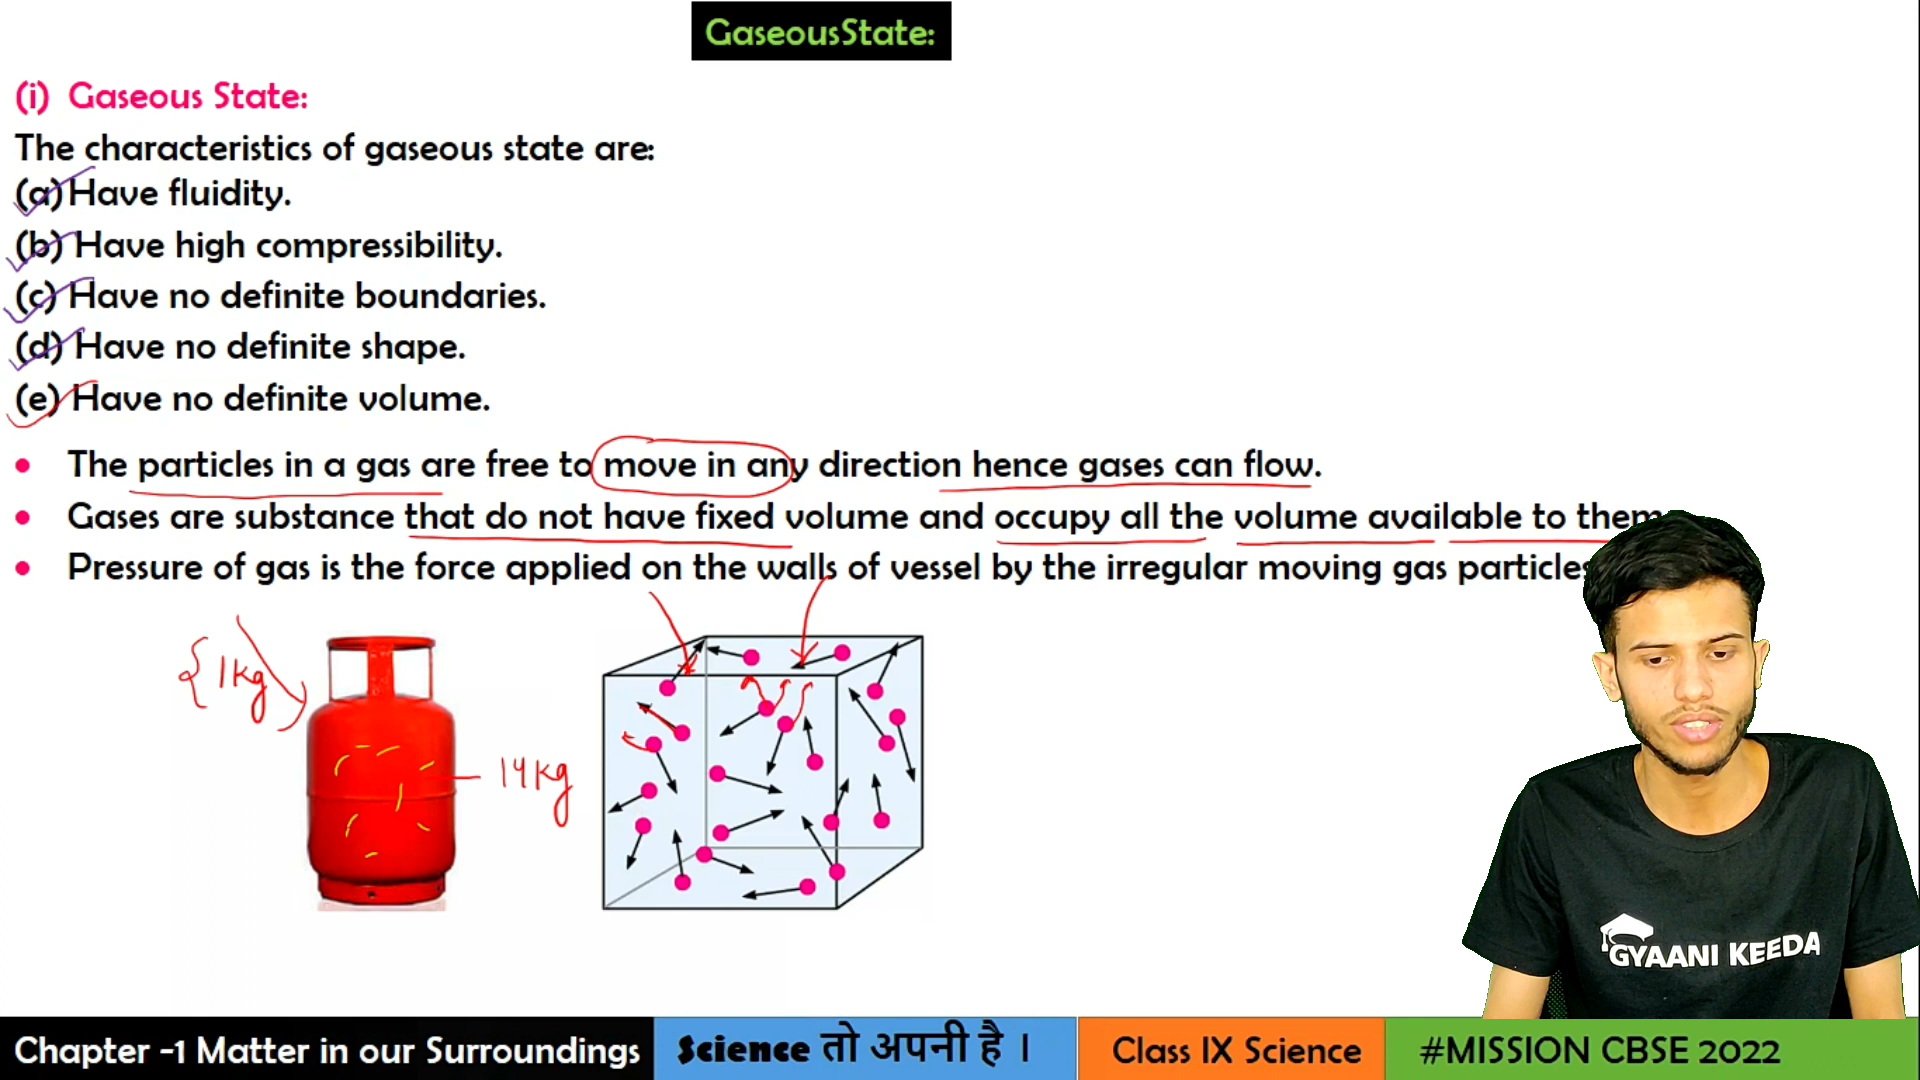 GaseousState:
(i) Gaseous State:
The characteristics of gaseous state are:
(a) Have fluidity.
(b) Have high compressibility.
(c) Have no definite boundaries.
(d) Have no definite shape.
(e) Have no definite volume.
• The particles in a gas are free to move in any direction hence gases can flow.
• Gases are substance that do not have fixed volume and occupy all the volume available to them
• Pressure of gas is the force applied on the walls of vessel by the irregular moving gas particles
1kg
14kg
GYAANI KEEDA
Chapter -1 Matter in our Surroundings
Science तो अपनी है ।
Class IX Science
#MISSION CBSE 2022